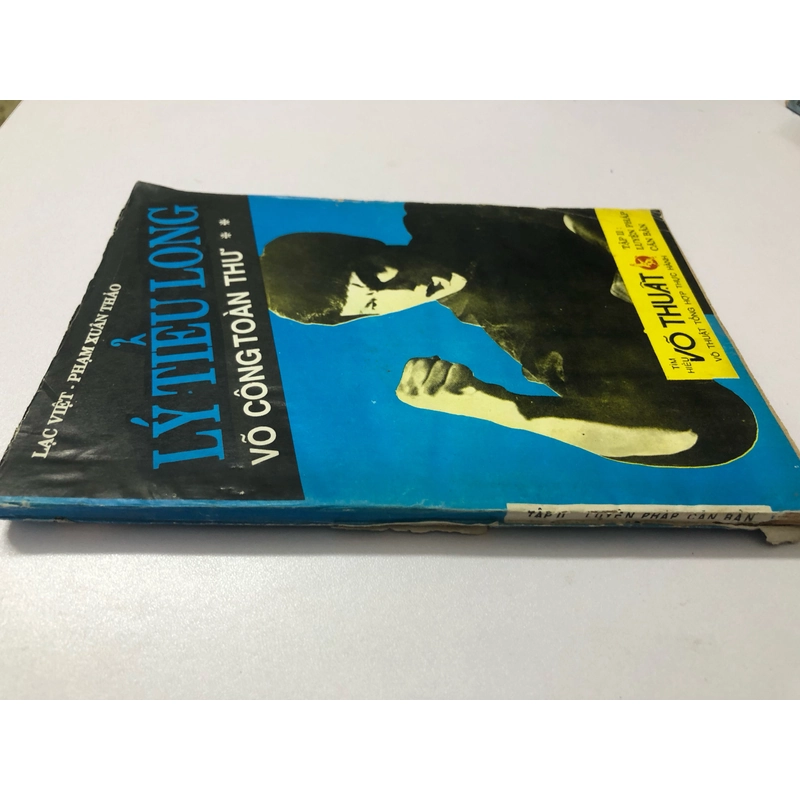 LẠC VIỆT - PHẠM XUÂN THẢO
LÝ TIỂU LONG
VÕ CÔNG TOÀN THƯ **
TÌM
HIỂU
VÕ THUẬT
TẬP II
LUYỆN PHÁP
CĂN BẢN
VÕ THUẬT TỔNG HỢP THỰC HÀNH
TẬP II LUYỆN PHÁP CĂN BẢN